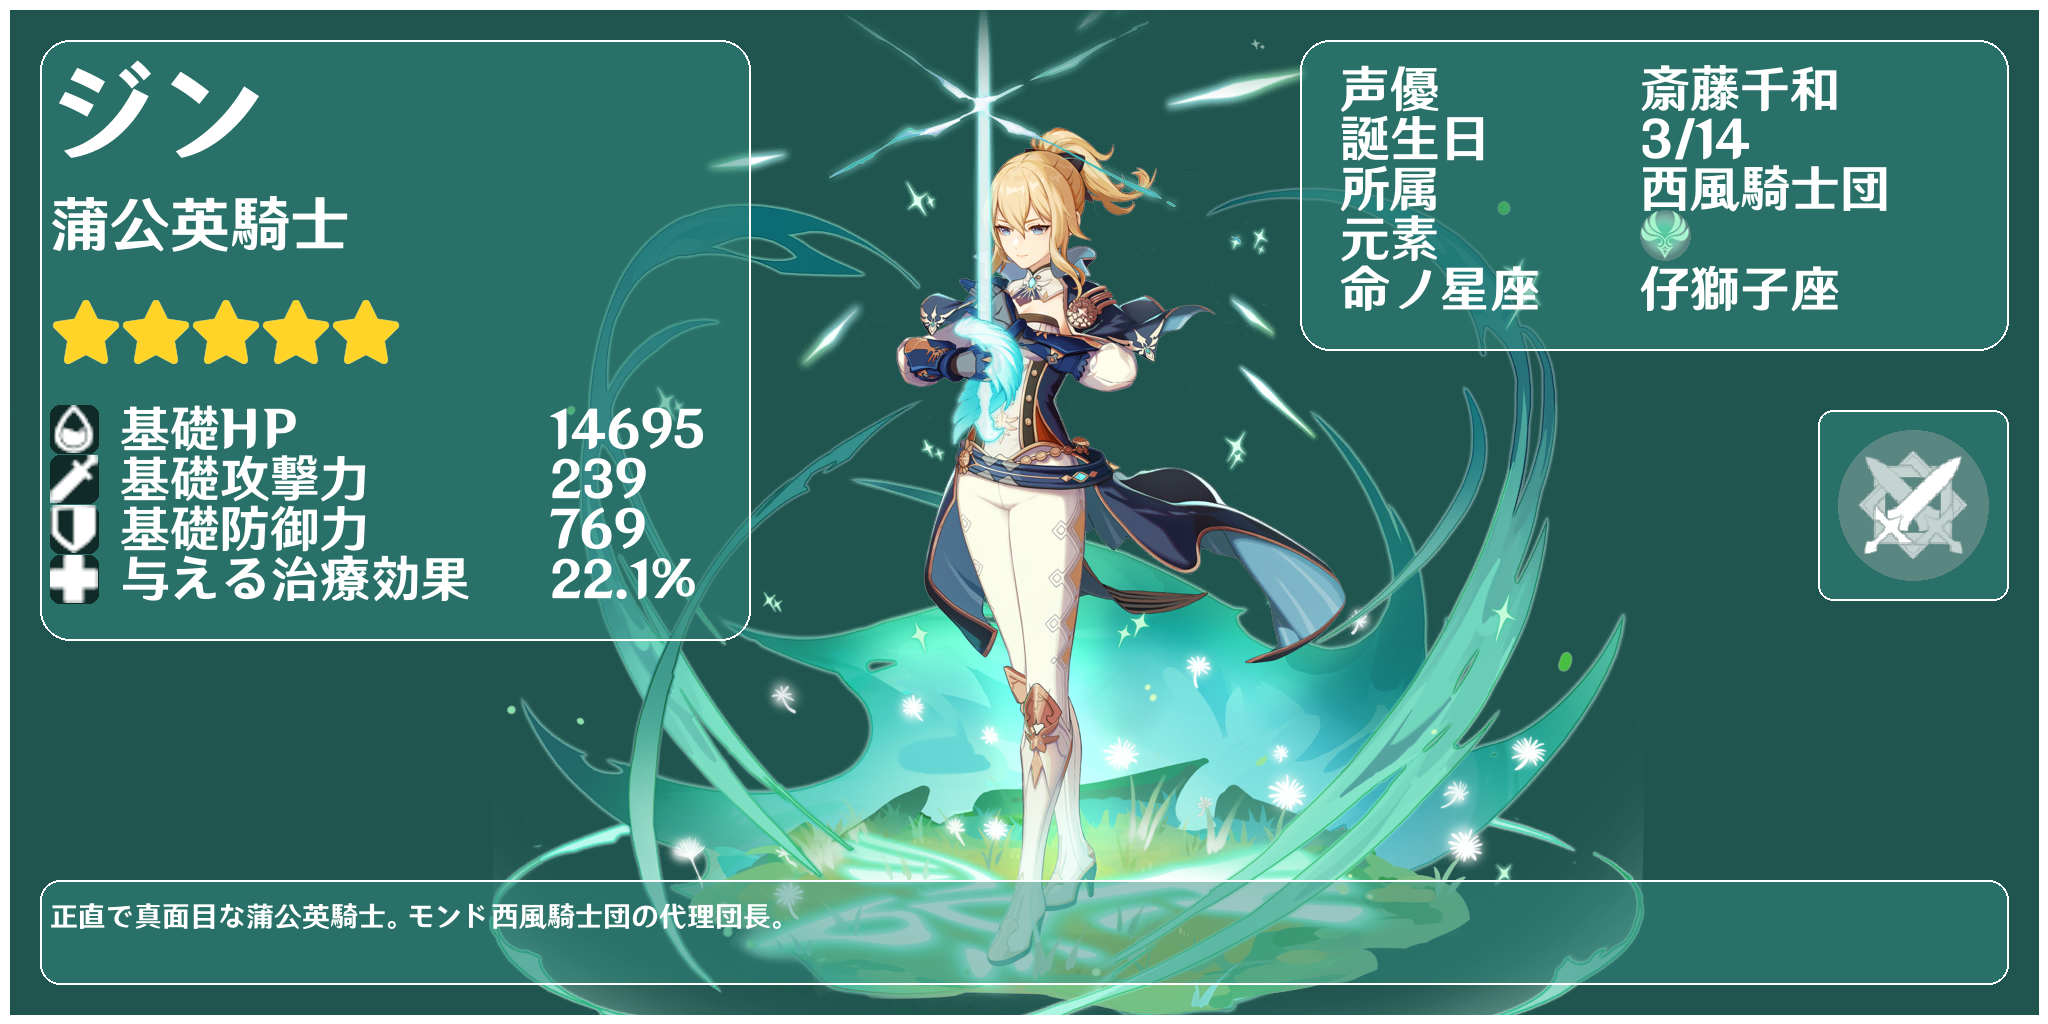 ジン
蒲公英騎士
基礎HP 14695
基礎攻撃力 239
基礎防御力 769
与える治療効果 22.1%
声優 斎藤千和
誕生日 3/14
所属 西風騎士団
元素
命ノ星座 仔獅子座
正直で真面目な蒲公英騎士。モンド西風騎士団の代理団長。